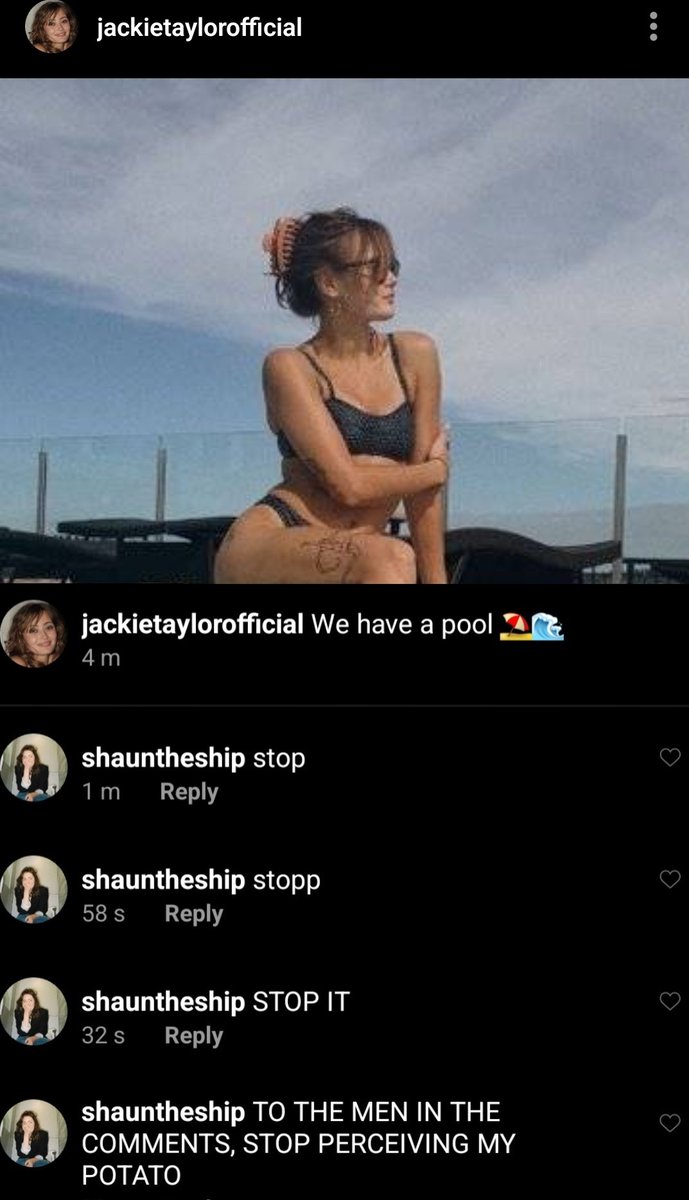 jackietaylorofficial
jackietaylorofficial We have a pool 🏖️🌊
4 m
shauntheship stop
1 m Reply
shauntheship stopp
58 s Reply
shauntheship STOP IT
32 s Reply
shauntheship TO THE MEN IN THE
COMMENTS, STOP PERCEIVING MY
POTATO